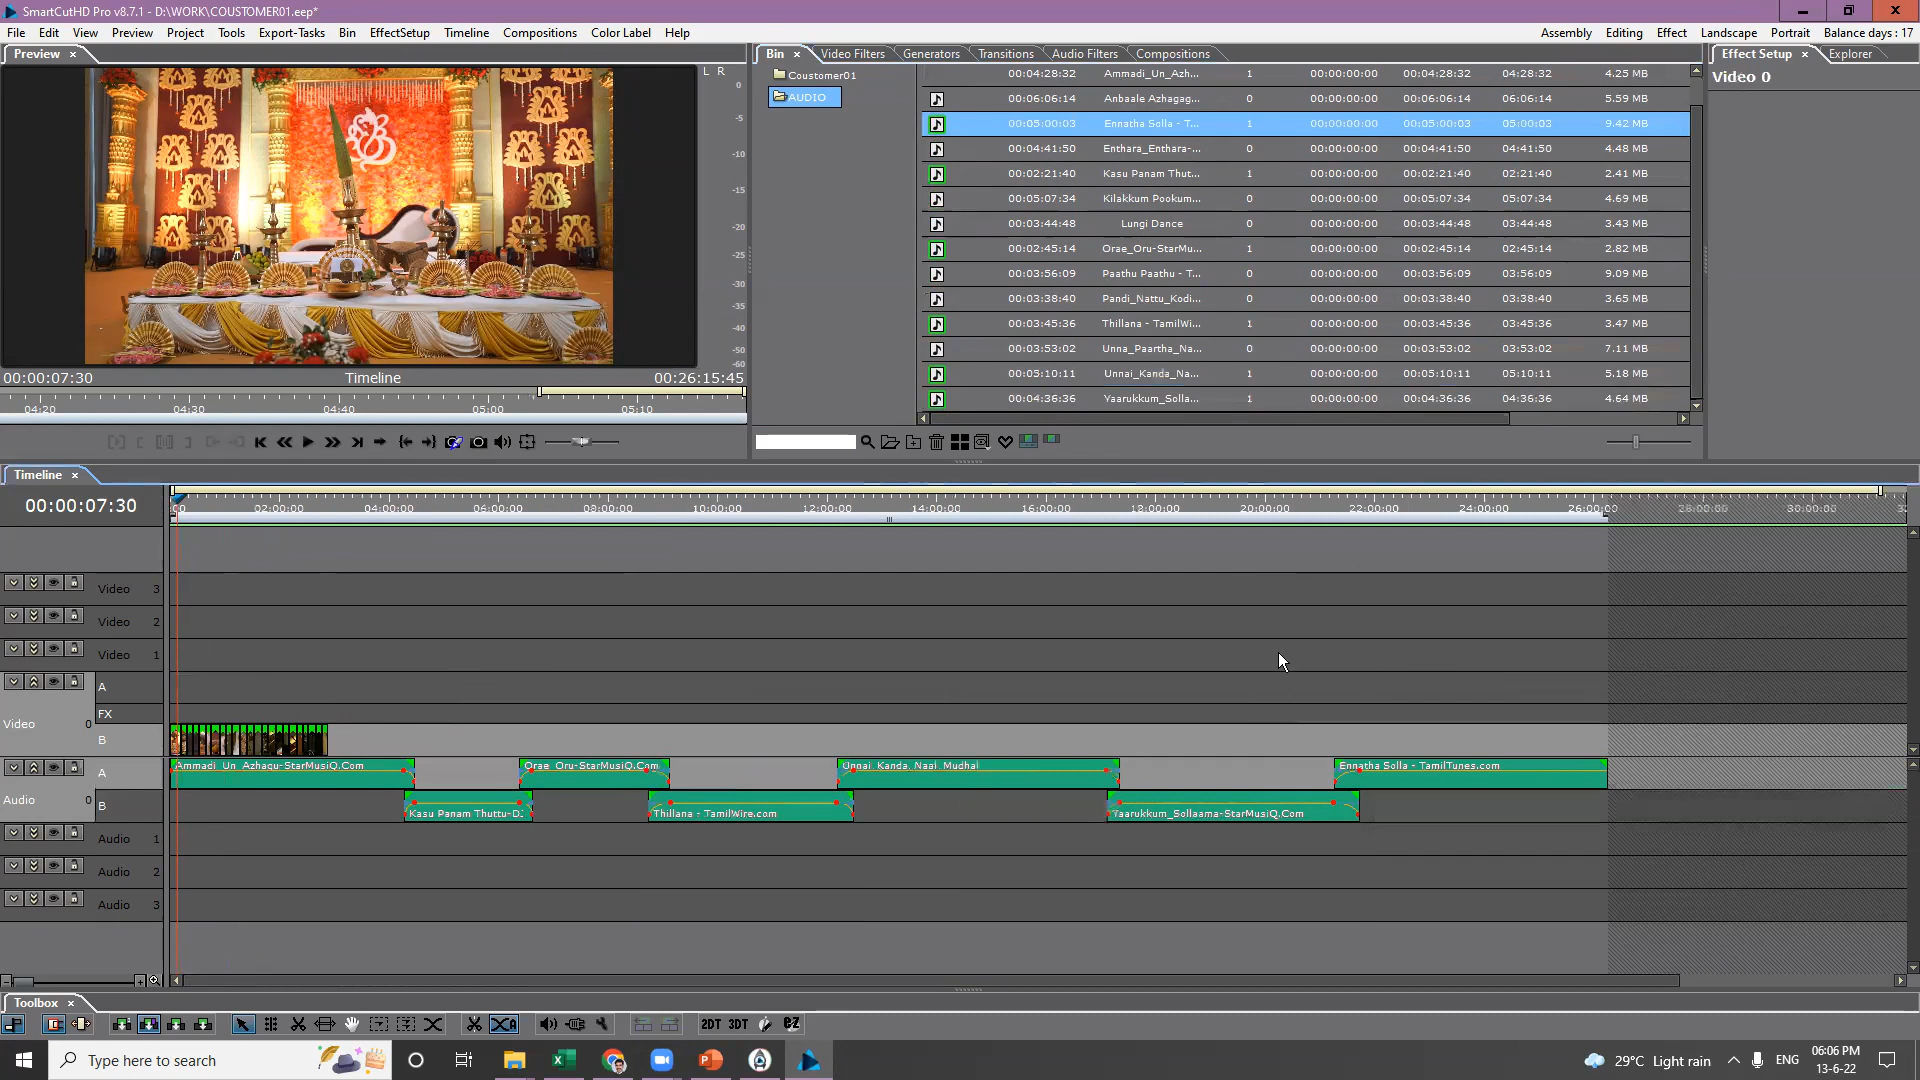 SmartCutHD Pro v8.7.1 - D:\WORK\COUSTOMER01.eep*
File Edit View Preview Project Tools Export-Tasks Bin EffectSetup Timeline Compositions Color Label Help
Assembly Editing Effect Landscape Portrait Balance days : 17
Preview x
L R
0
-5
-10
-15
-20
-25
-30
-35
-40
-50
-60
00:00:07:30 Timeline 00:26:15:45
04:20 04:30 04:40 04:50 05:00 05:10
Bin x Video Filters Generators Transitions Audio Filters Compositions
Coustomer01
AUDIO
00:04:28:32 Ammadi_Un_Azh... 1 00:00:00:00 00:04:28:32 04:28:32 4.25 MB
00:06:06:14 Anbaale Azhagag... 0 00:00:00:00 00:06:06:14 06:06:14 5.59 MB
00:05:00:03 Ennatha Solla - T... 1 00:00:00:00 00:05:00:03 05:00:03 9.42 MB
00:04:41:50 Enthara_Enthara-... 0 00:00:00:00 00:04:41:50 04:41:50 4.48 MB
00:02:21:40 Kasu Panam Thut... 1 00:00:00:00 00:02:21:40 02:21:40 2.41 MB
00:05:07:34 Kilakkum Pookum... 0 00:00:00:00 00:05:07:34 05:07:34 4.69 MB
00:03:44:48 Lungi Dance 0 00:00:00:00 00:03:44:48 03:44:48 3.43 MB
00:02:45:14 Orae_Oru-StarMu... 1 00:00:00:00 00:02:45:14 02:45:14 2.82 MB
00:03:56:09 Paathu Paathu - T... 0 00:00:00:00 00:03:56:09 03:56:09 9.09 MB
00:03:38:40 Pandi_Nattu_Kodi... 0 00:00:00:00 00:03:38:40 03:38:40 3.65 MB
00:03:45:36 Thillana - TamilWi... 1 00:00:00:00 00:03:45:36 03:45:36 3.47 MB
00:03:53:02 Unna_Paartha_Na... 0 00:00:00:00 00:03:53:02 03:53:02 7.11 MB
00:05:10:11 Unnai_Kanda_Na... 1 00:00:00:00 00:05:10:11 05:10:11 5.18 MB
00:04:36:36 Yaarukkum_Solla... 1 00:00:00:00 00:04:36:36 04:36:36 4.64 MB
Effect Setup x Explorer
Video 0
Timeline x
00:00:07:30
02:00:00 04:00:00 06:00:00 08:00:00 10:00:00 12:00:00 14:00:00 16:00:00 18:00:00 20:00:00 22:00:00 24:00:00 26:00:00 28:00:00 30:00:00
Video 3
Video 2
Video 1
A
FX
Video 0
B
A
Ammadi_Un_Azhagu-StarMusiQ.Com Orae_Oru-StarMusiQ.Com Unnai_Kanda_Naal_Mudhal Ennatha Solla - TamilTunes.com
Audio 0
B
Kasu Panam Thuttu-D. Thillana - TamilWire.com Yaarukkum_Sollaama-StarMusiQ.Com
Audio 1
Audio 2
Audio 3
Toolbox x
2DT 3DT
Type here to search
29°C Light rain
ENG
06:06 PM
13-6-22